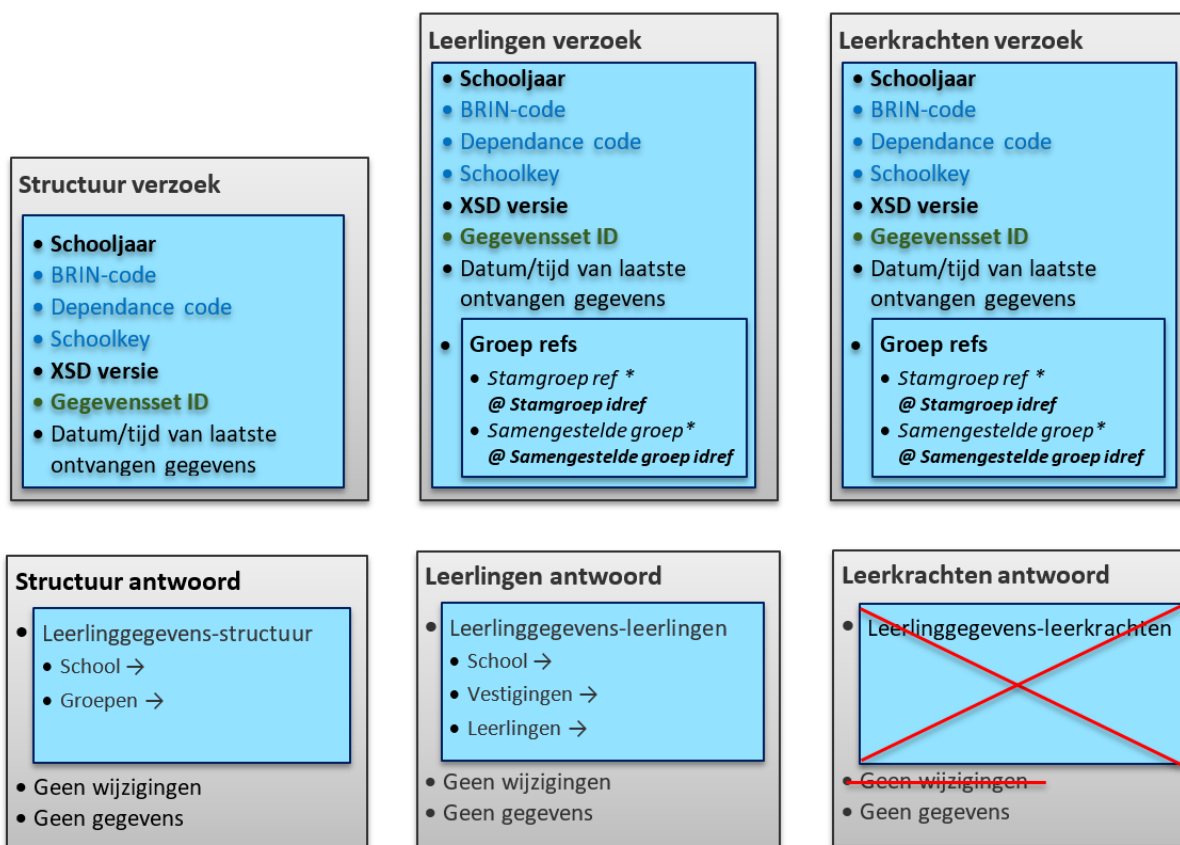 Structuur verzoek
• Schooljaar
• BRIN-code
• Dependance code
• Schoolkey
• XSD versie
• Gegevensset ID
• Datum/tijd van laatste
ontvangen gegevens
Leerlingen verzoek
• Schooljaar
• BRIN-code
• Dependance code
• Schoolkey
• XSD versie
• Gegevensset ID
• Datum/tijd van laatste
ontvangen gegevens
• Groep refs
• Stamgroep ref *
@ Stamgroep idref
• Samengestelde groep*
@ Samengestelde groep idref
Leerkrachten verzoek
• Schooljaar
• BRIN-code
• Dependance code
• Schoolkey
• XSD versie
• Gegevensset ID
• Datum/tijd van laatste
ontvangen gegevens
• Groep refs
• Stamgroep ref *
@ Stamgroep idref
• Samengestelde groep*
@ Samengestelde groep idref
Structuur antwoord
• Leerlinggegevens-structuur
• School →
• Groepen →
• Geen wijzigingen
• Geen gegevens
Leerlingen antwoord
• Leerlinggegevens-leerlingen
• School →
• Vestigingen →
• Leerlingen →
• Geen wijzigingen
• Geen gegevens
Leerkrachten antwoord
• Leerlinggegevens-leerkrachten
• Geen wijzigingen
• Geen gegevens